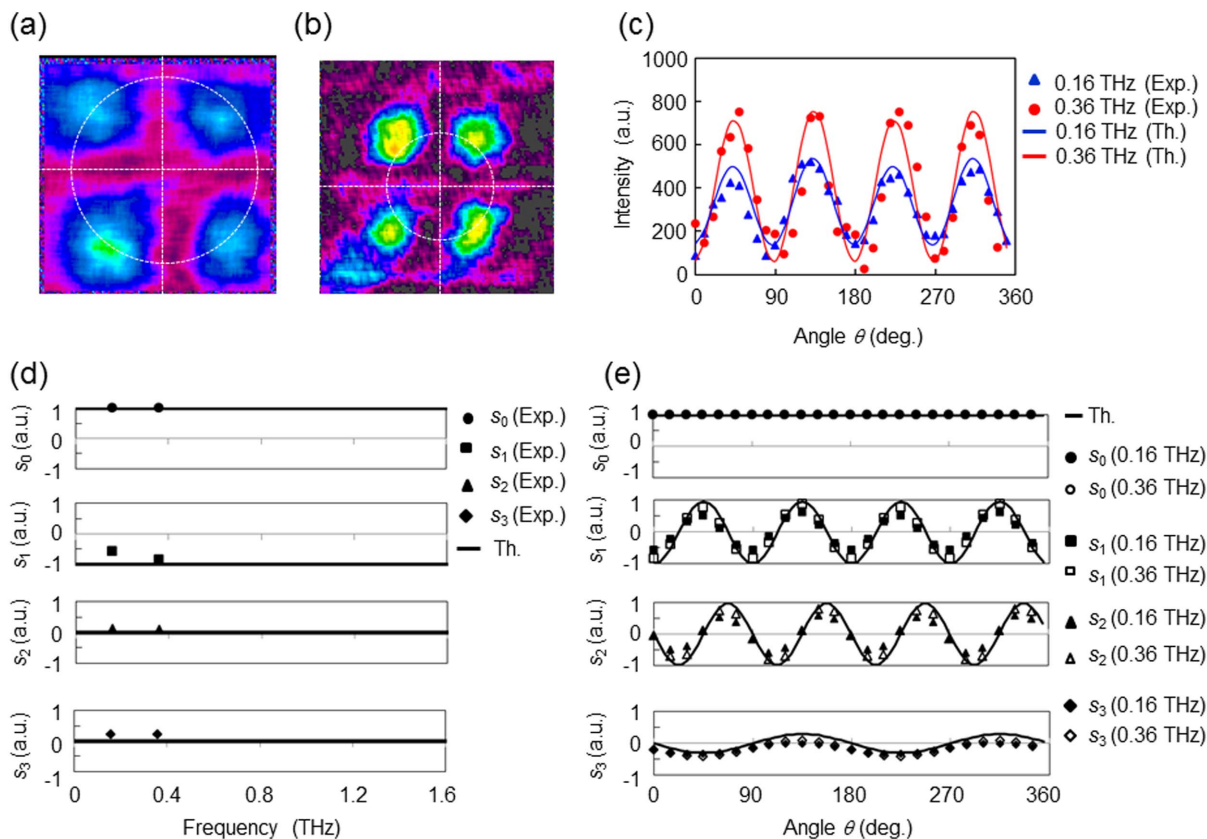 (a)
(b)
(c)
1000
800
600
400
200
0
Intensity (a.u.)
0 90 180 270 360
Angle θ (deg.)
0.16 THz (Exp.)
0.36 THz (Exp.)
0.16 THz (Th.)
0.36 THz (Th.)
(d)
s0 (a.u.)
1
0
-1
s1 (a.u.)
1
0
-1
s2 (a.u.)
1
0
-1
s3 (a.u.)
1
0
-1
0 0.4 0.8 1.2 1.6
Frequency (THz)
s0 (Exp.)
s1 (Exp.)
s2 (Exp.)
s3 (Exp.)
Th.
(e)
s0 (a.u.)
1
0
-1
s1 (a.u.)
1
0
-1
s2 (a.u.)
1
0
-1
s3 (a.u.)
1
0
-1
0 90 180 270 360
Angle θ (deg.)
Th.
s0 (0.16 THz)
s0 (0.36 THz)
s1 (0.16 THz)
s1 (0.36 THz)
s2 (0.16 THz)
s2 (0.36 THz)
s3 (0.16 THz)
s3 (0.36 THz)